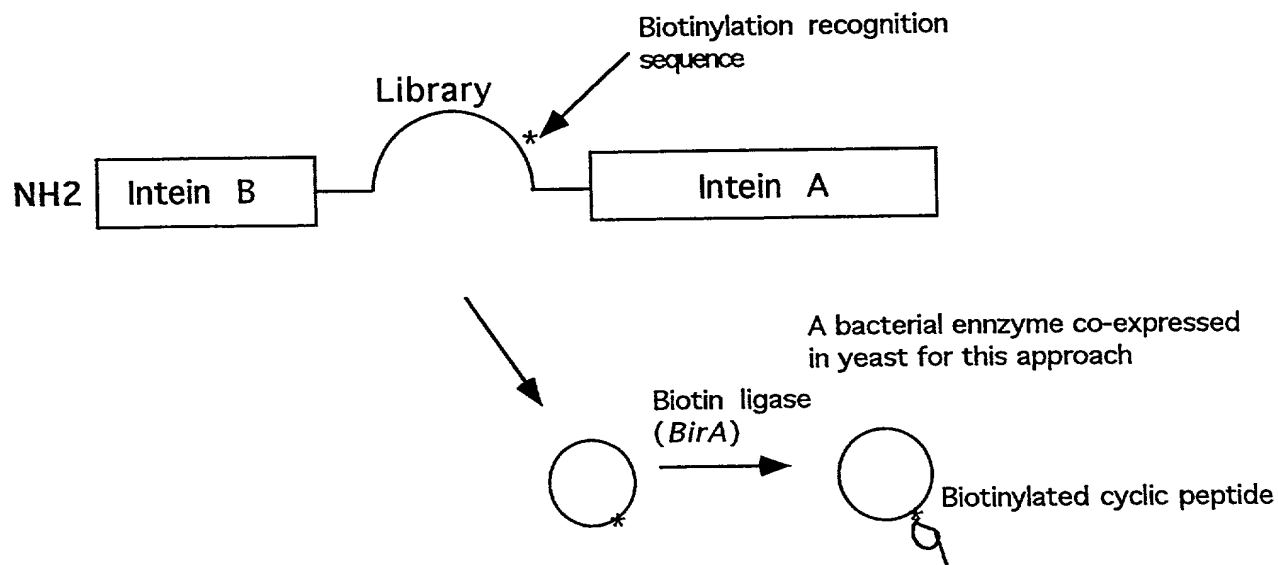 Biotinylation recognition
sequence
Library
*
NH2
Intein B
Intein A
A bacterial ennzyme co-expressed
in yeast for this approach
Biotin ligase
(BirA)
*
*
Biotinylated cyclic peptide